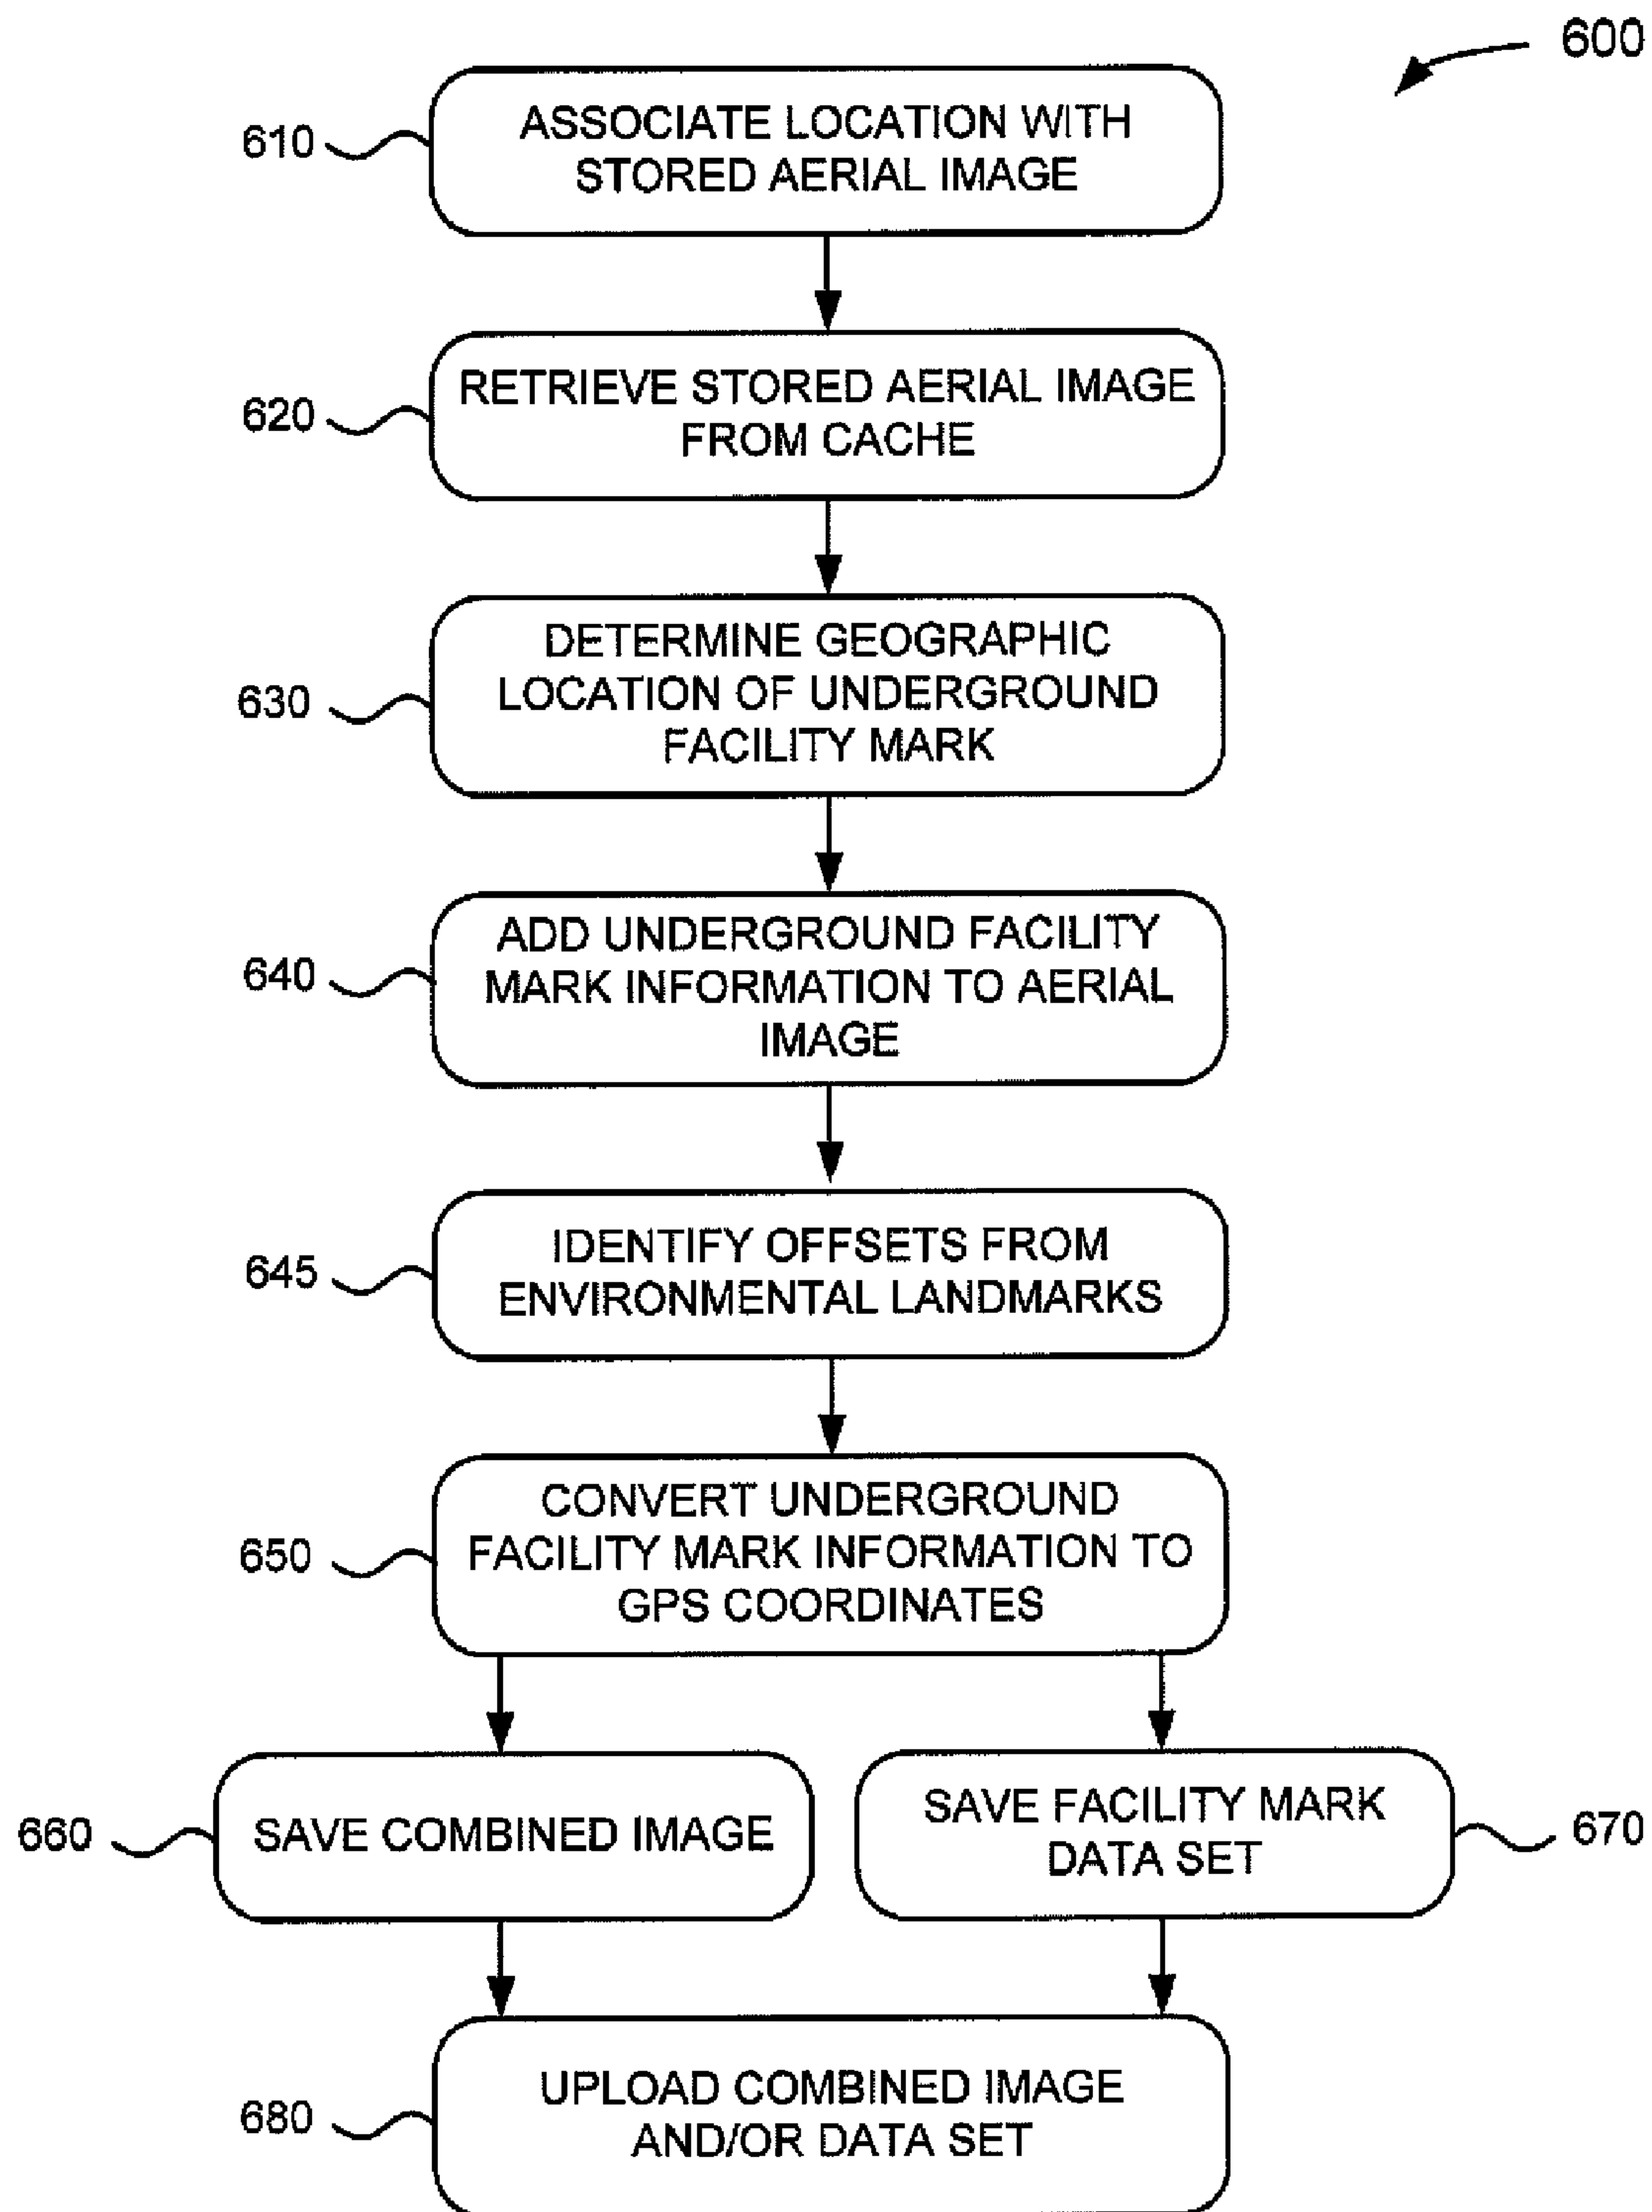 600
610
ASSOCIATE LOCATION WITH
STORED AERIAL IMAGE
620
RETRIEVE STORED AERIAL IMAGE
FROM CACHE
630
DETERMINE GEOGRAPHIC
LOCATION OF UNDERGROUND
FACILITY MARK
640
ADD UNDERGROUND FACILITY
MARK INFORMATION TO AERIAL
IMAGE
645
IDENTIFY OFFSETS FROM
ENVIRONMENTAL LANDMARKS
650
CONVERT UNDERGROUND
FACILITY MARK INFORMATION TO
GPS COORDINATES
660
SAVE COMBINED IMAGE
SAVE FACILITY MARK
DATA SET
670
680
UPLOAD COMBINED IMAGE
AND/OR DATA SET